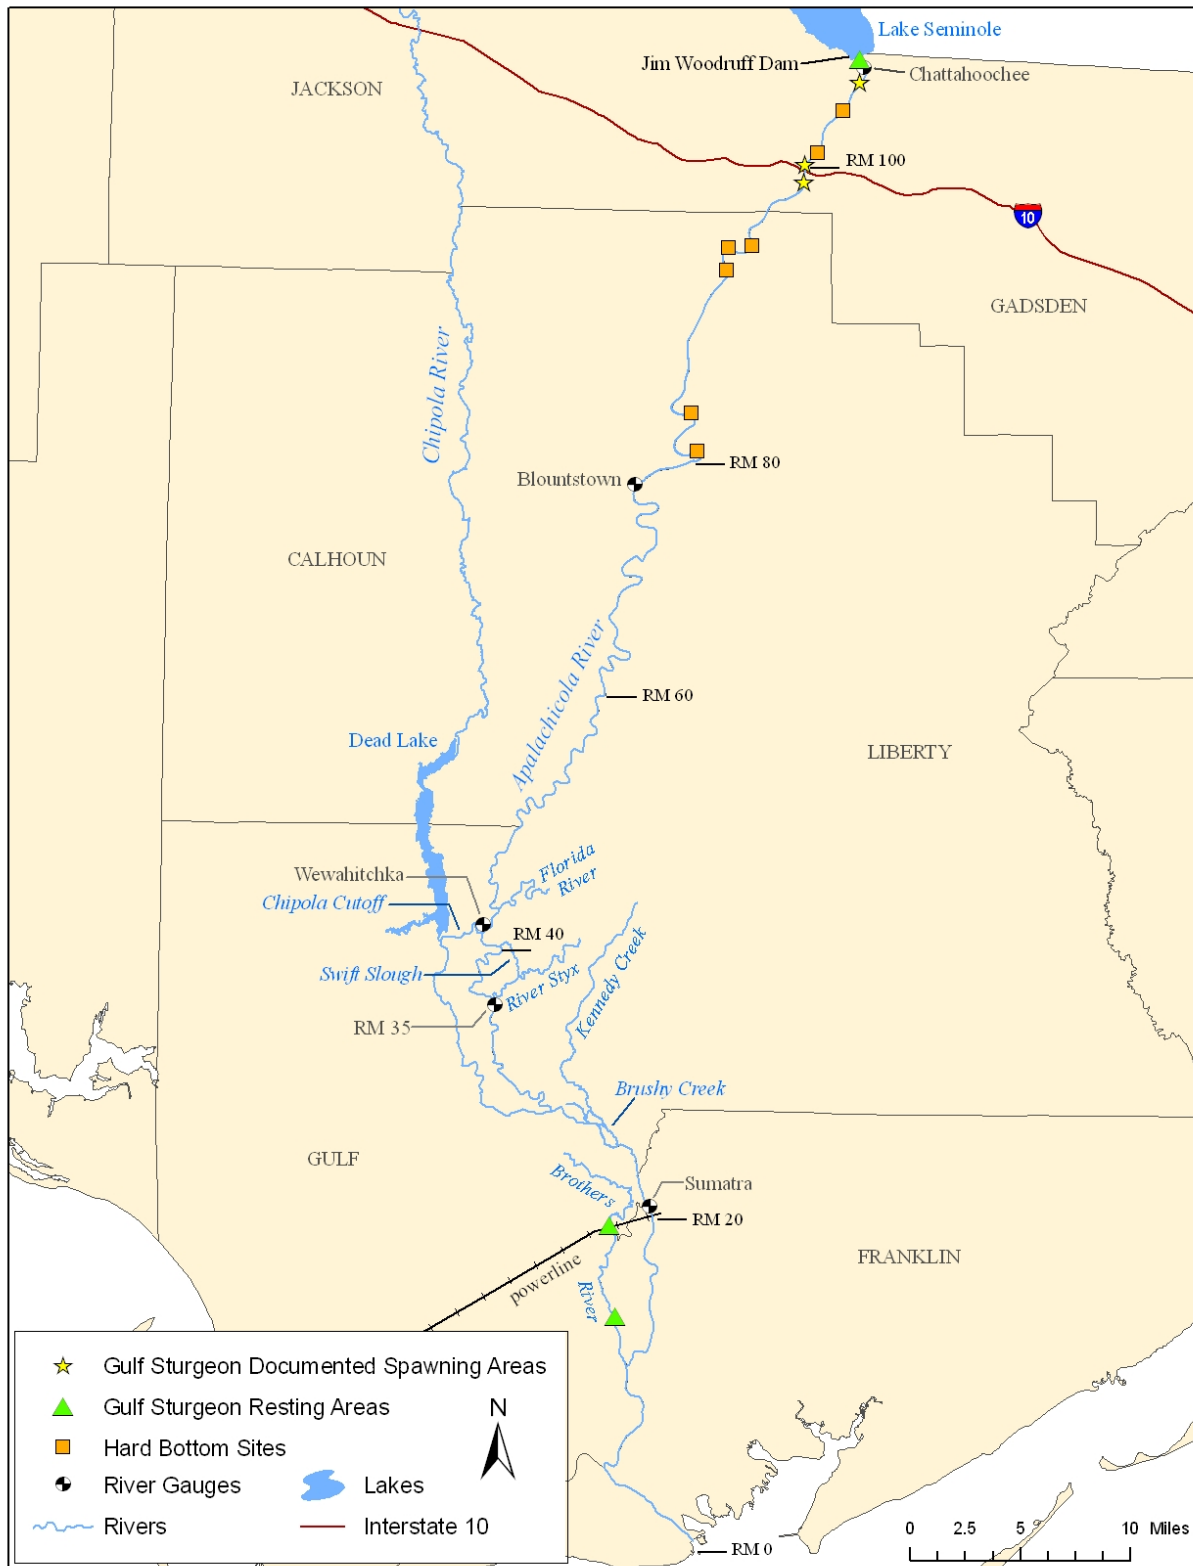 Lake Seminole
Jim Woodruff Dam
Chattahoochee
JACKSON
RM 100
10
GADSDEN
Chipola River
RM 80
Blountstown
CALHOUN
Apalachicola River
RM 60
Dead Lake
LIBERTY
Florida
River
Wewahitchka
Chipola Cutoff
RM 40
Swift Slough
River Styx
Kennedy Creek
RM 35
Brushy Creek
GULF
Brothers
River
Sumatra
RM 20
FRANKLIN
powerline
Gulf Sturgeon Documented Spawning Areas
Gulf Sturgeon Resting Areas
N
Hard Bottom Sites
River Gauges
Lakes
Rivers
Interstate 10
RM 0
0 2.5 5 10 Miles